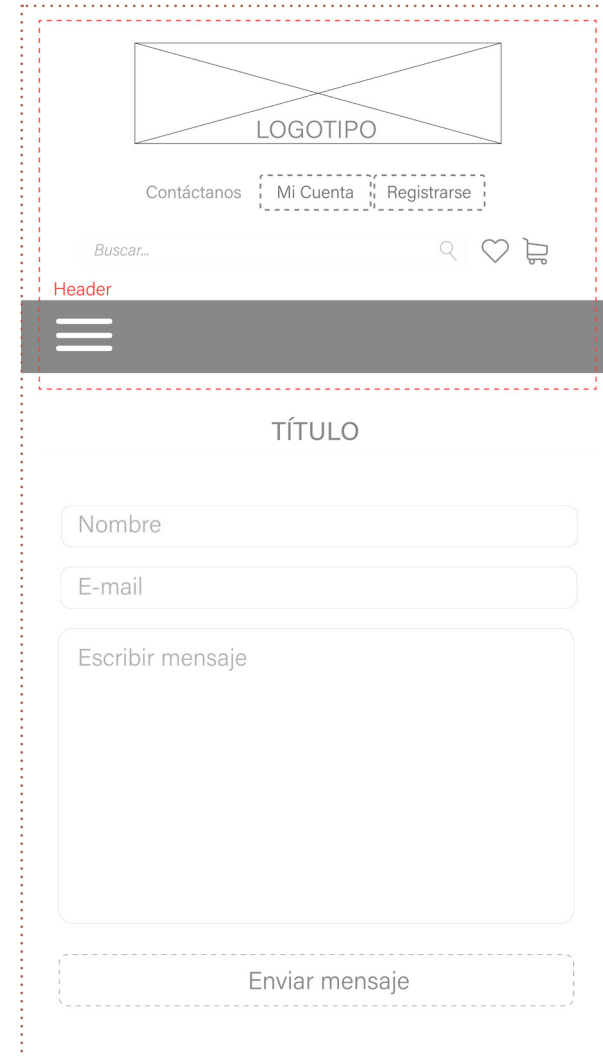 LOGOTIPO
Contáctanos Mi Cuenta Registrarse
Buscar...
Header
TÍTULO
Nombre
E-mail
Escribir mensaje
Enviar mensaje